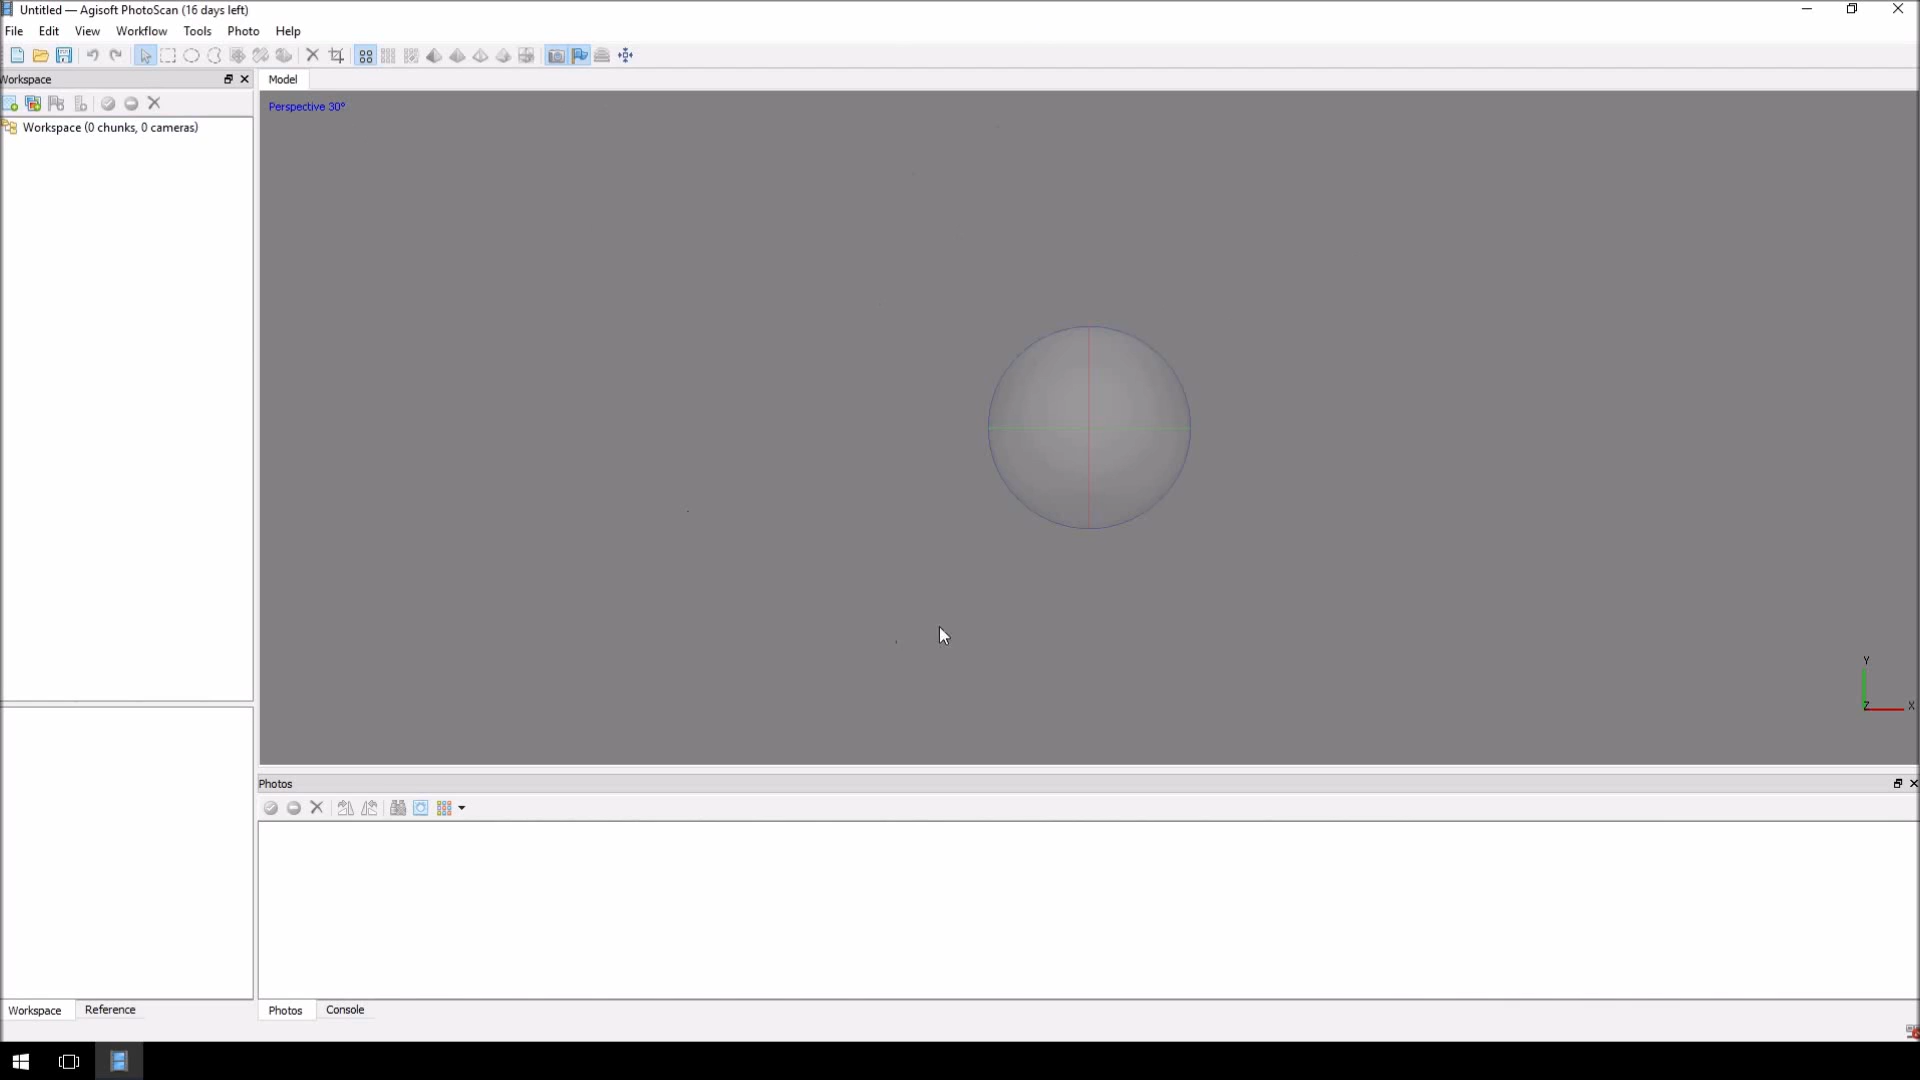 Untitled — Agisoft PhotoScan (16 days left)
File Edit View Workflow Tools Photo Help
Workspace
Model
Perspective 30°
Workspace (0 chunks, 0 cameras)
Y
Z X
Photos
Workspace Reference
Photos Console